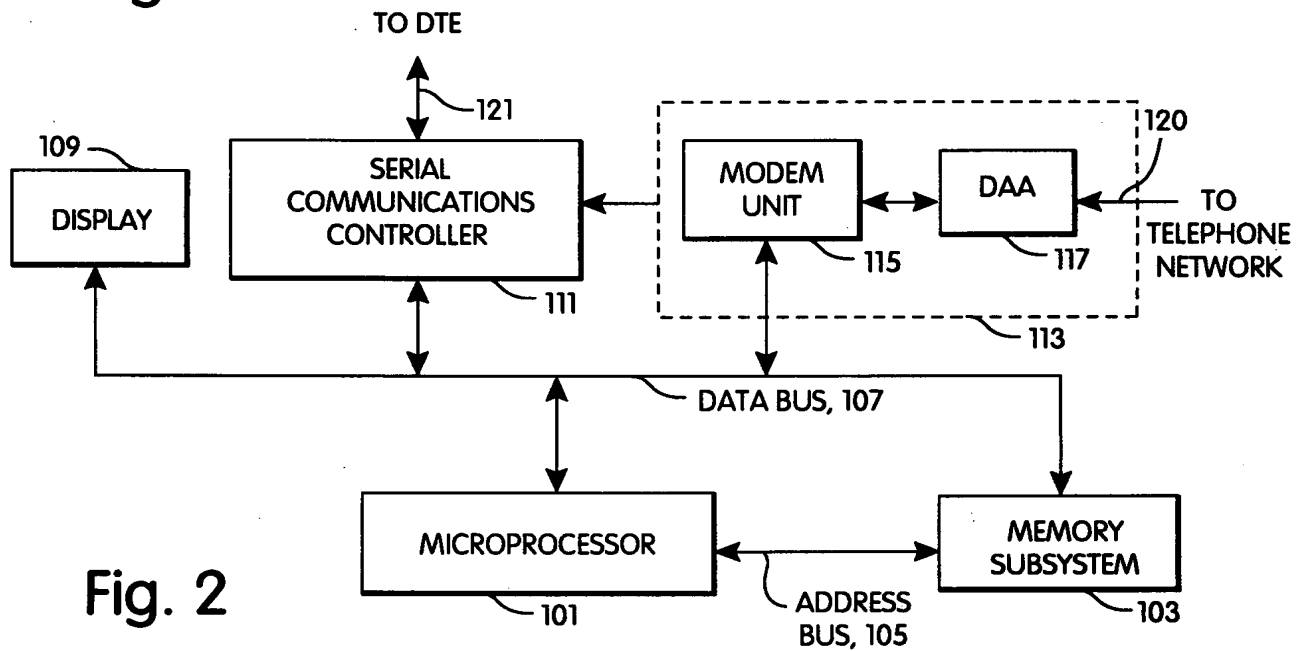 TO DTE
121
109
DISPLAY
SERIAL
COMMUNICATIONS
CONTROLLER
111
MODEM
UNIT
115
DAA
117
120
TO
TELEPHONE
NETWORK
113
DATA BUS, 107
MICROPROCESSOR
101
ADDRESS
BUS, 105
MEMORY
SUBSYSTEM
103
Fig. 2